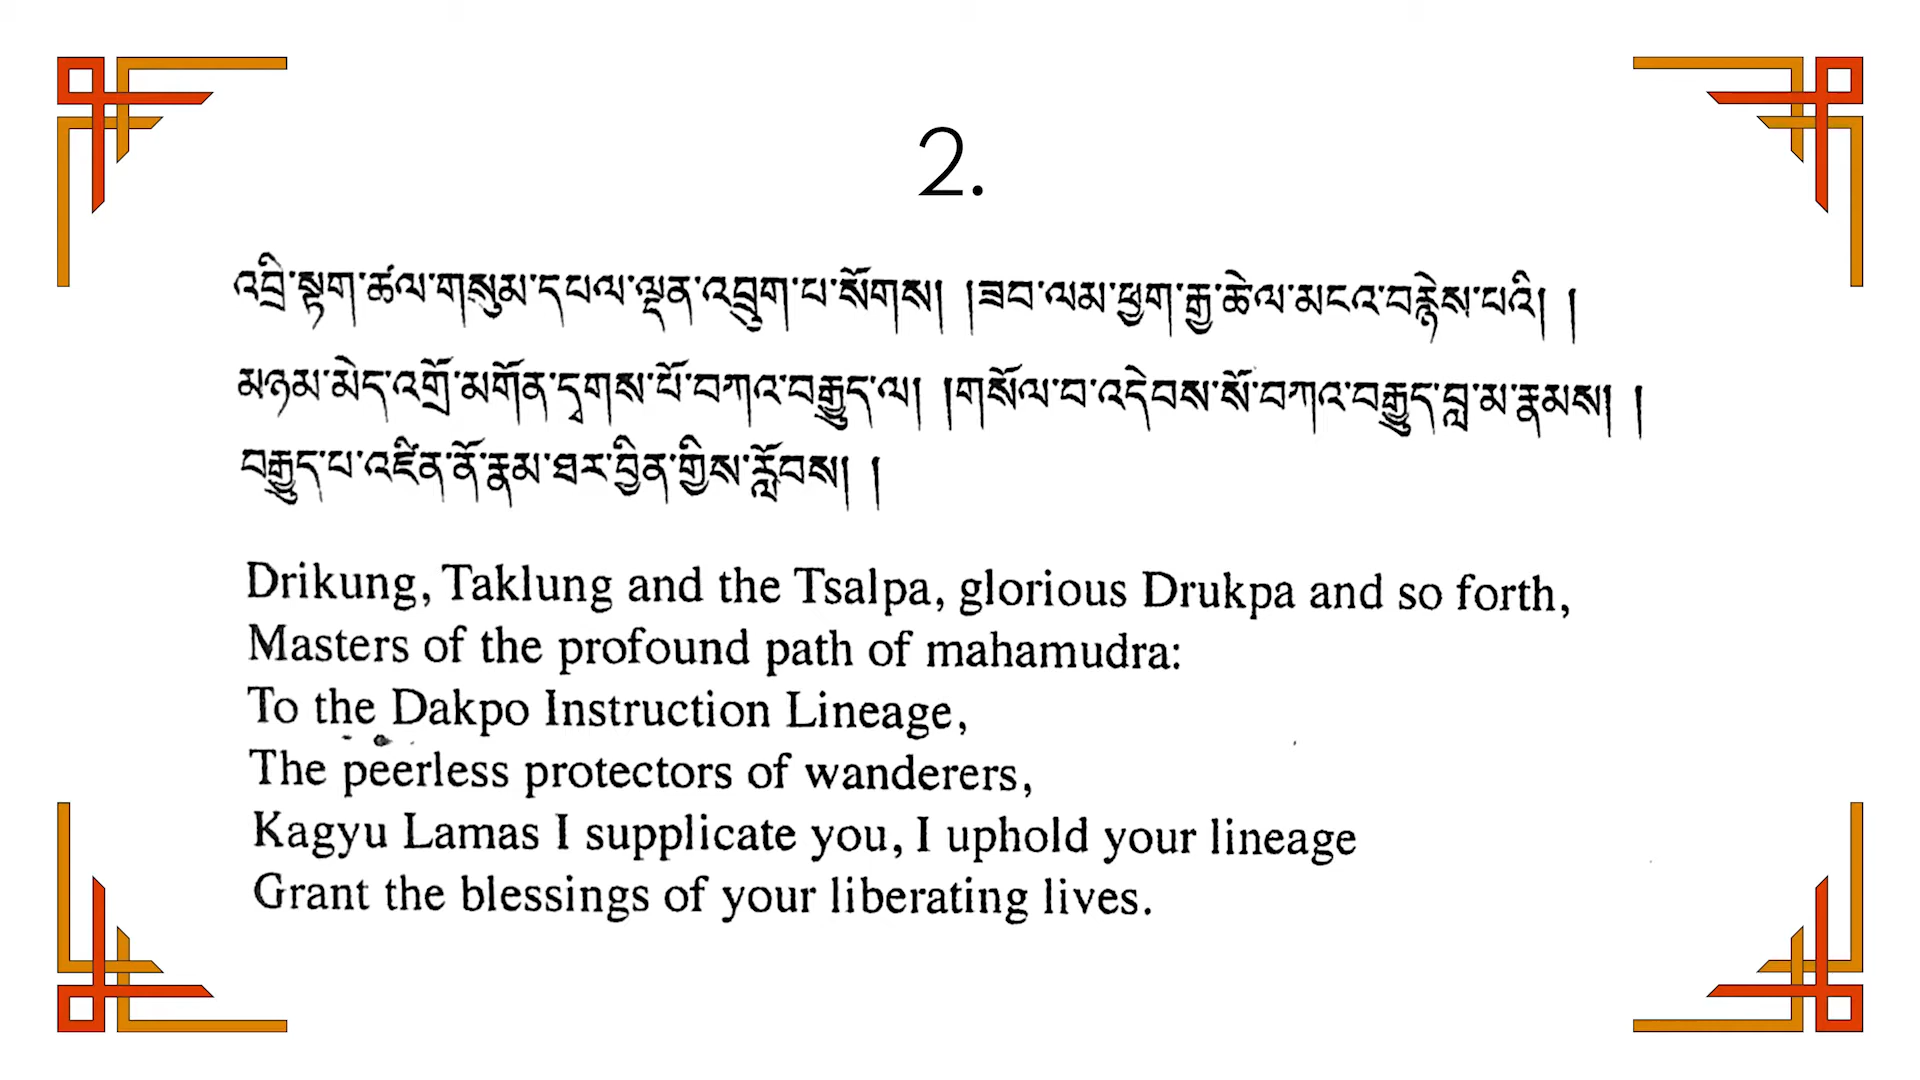 2.
འབྲི་སྟག་ཚལ་གསུམ་དཔལ་ལྡན་འབྲུག་པ་སོགས། །ཟབ་ལམ་ཕྱག་རྒྱ་ཆེལ་མངའ་བརྙེས་པའི། །
མཉམ་མེད་འགྲོ་མགོན་དྭགས་པོ་བཀའ་བརྒྱུད་ལ། །གསོལ་བ་འདེབས་སོ་བཀའ་བརྒྱུད་བླ་མ་རྣམས། །
བརྒྱུད་པ་འཛིན་ནོ་རྣམ་ཐར་བྱིན་གྱིས་རློབས། །
Drikung, Taklung and the Tsalpa, glorious Drukpa and so forth,
Masters of the profound path of mahamudra:
To the Dakpo Instruction Lineage,
The peerless protectors of wanderers,
Kagyu Lamas I supplicate you, I uphold your lineage
Grant the blessings of your liberating lives.